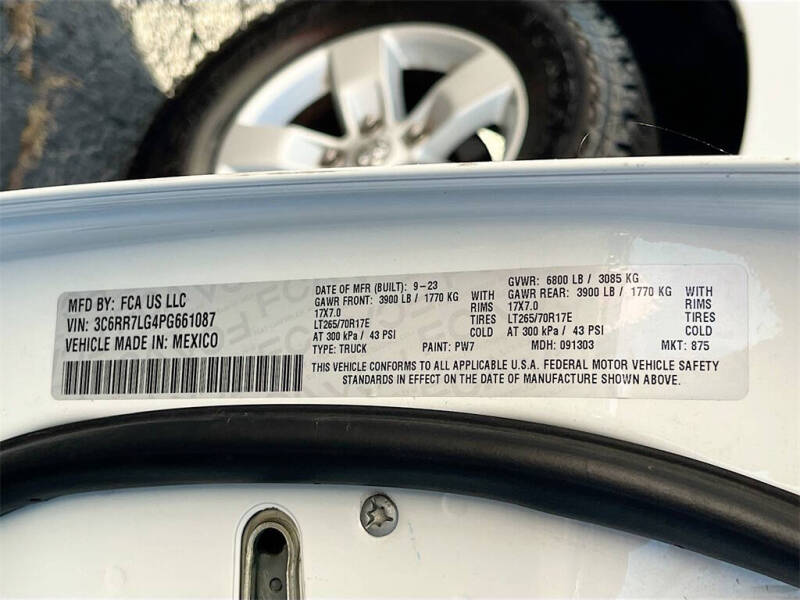 MFD BY: FCA US LLC
VIN: 3C6RR7LG4PG661087
VEHICLE MADE IN: MEXICO
DATE OF MFR (BUILT): 9-23
GAWR FRONT: 3900 LB / 1770 KG WITH
17X7.0 RIMS
LT265/70R17E TIRES
AT 300 kPa / 43 PSI COLD
GVWR: 6800 LB / 3085 KG
GAWR REAR: 3900 LB / 1770 KG WITH
17X7.0 RIMS
LT265/70R17E TIRES
AT 300 kPa / 43 PSI COLD
TYPE: TRUCK PAINT: PW7 MDH: 091303 MKT: 875
THIS VEHICLE CONFORMS TO ALL APPLICABLE U.S.A. FEDERAL MOTOR VEHICLE SAFETY
STANDARDS IN EFFECT ON THE DATE OF MANUFACTURE SHOWN ABOVE.